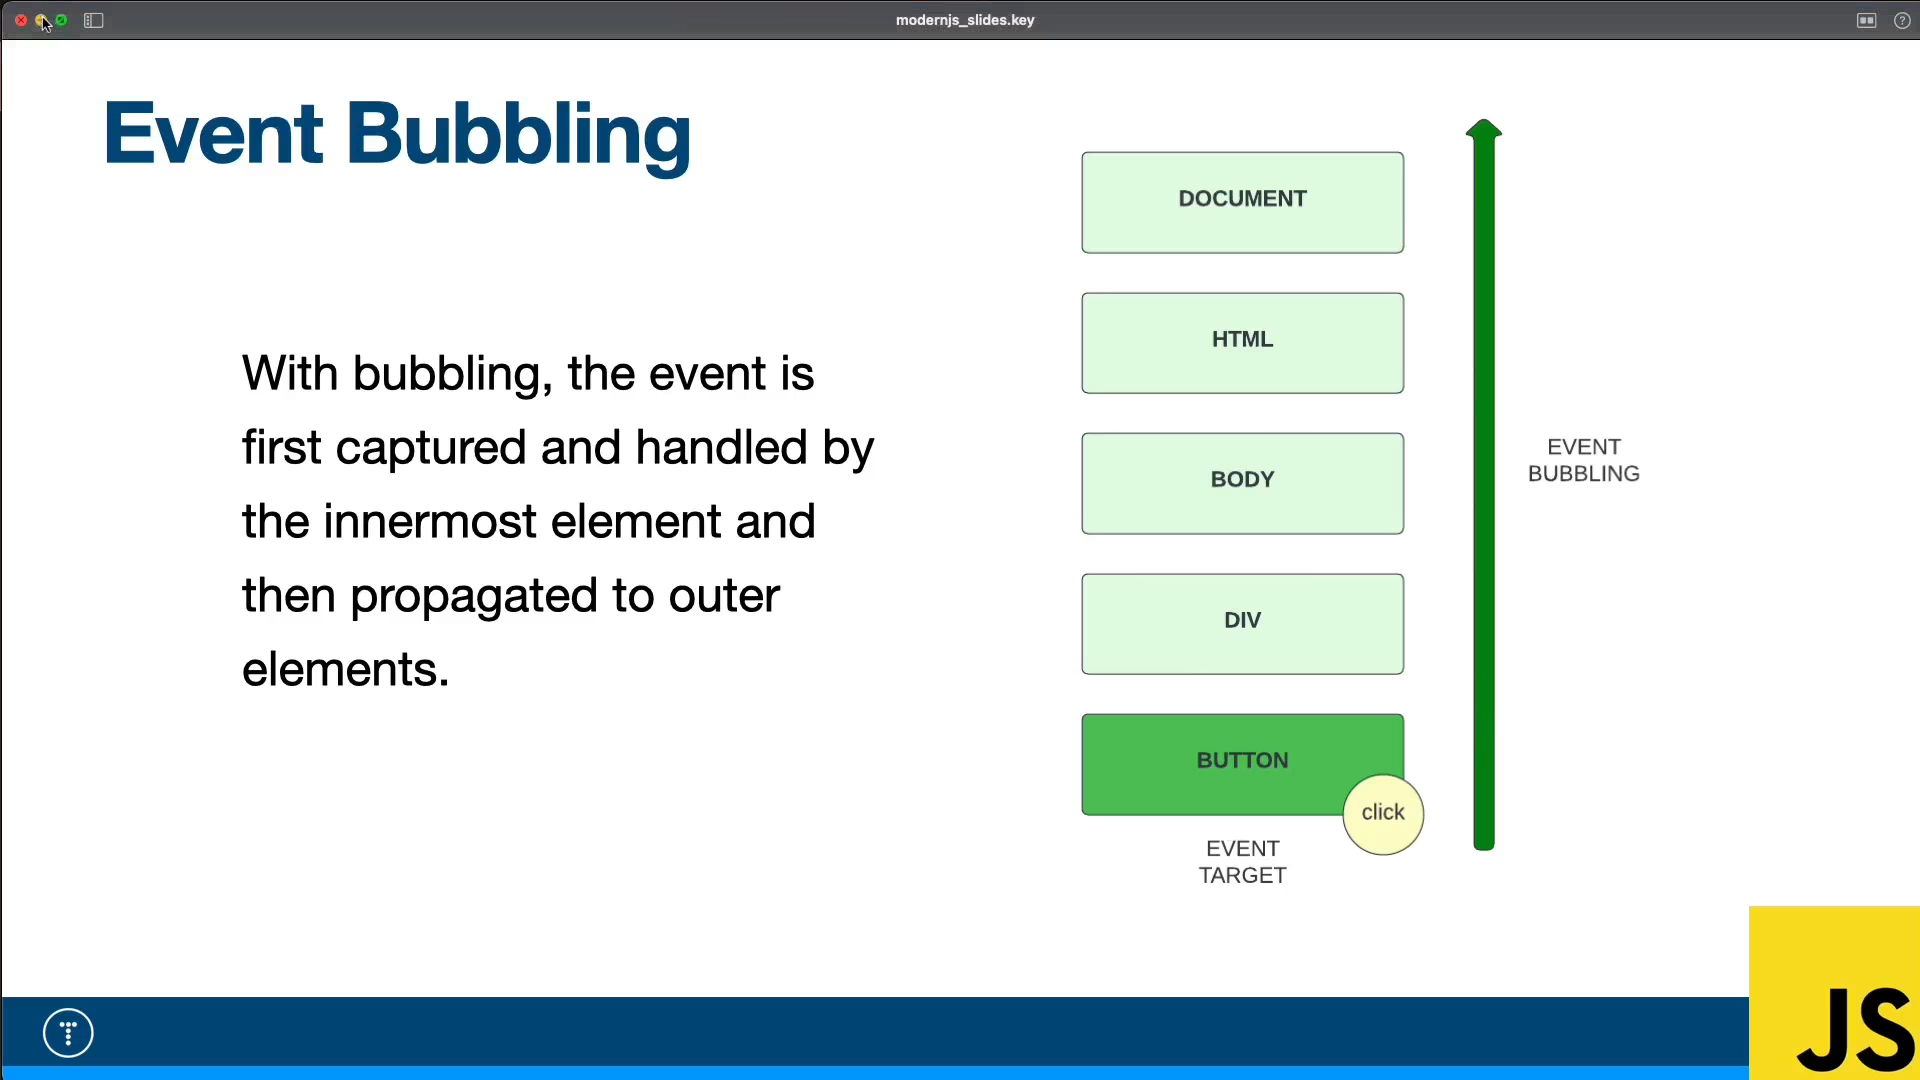 modernjs_slides.key
Event Bubbling
With bubbling, the event is
first captured and handled by
the innermost element and
then propagated to outer
elements.
DOCUMENT
HTML
BODY
DIV
BUTTON
click
EVENT
TARGET
EVENT
BUBBLING
JS